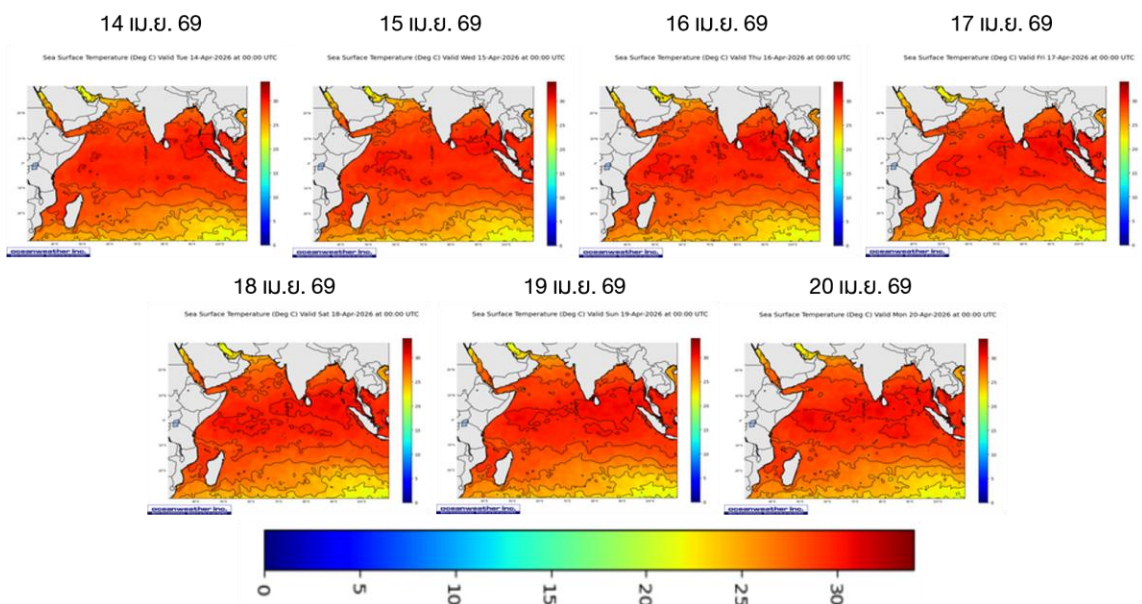 14 เม.ย. 69
15 เม.ย. 69
16 เม.ย. 69
17 เม.ย. 69
Sea Surface Temperature (Deg C) Valid Tue 14-Apr-2026 at 00:00 UTC
Sea Surface Temperature (Deg C) Valid Wed 15-Apr-2026 at 00:00 UTC
Sea Surface Temperature (Deg C) Valid Thu 16-Apr-2026 at 00:00 UTC
Sea Surface Temperature (Deg C) Valid Fri 17-Apr-2026 at 00:00 UTC
oceanweather inc.
oceanweather inc.
oceanweather inc.
oceanweather inc.
18 เม.ย. 69
19 เม.ย. 69
20 เม.ย. 69
Sea Surface Temperature (Deg C) Valid Sat 18-Apr-2026 at 00:00 UTC
Sea Surface Temperature (Deg C) Valid Sun 19-Apr-2026 at 00:00 UTC
Sea Surface Temperature (Deg C) Valid Mon 20-Apr-2026 at 00:00 UTC
oceanweather inc.
oceanweather inc.
oceanweather inc.
0 5 10 15 20 25 30